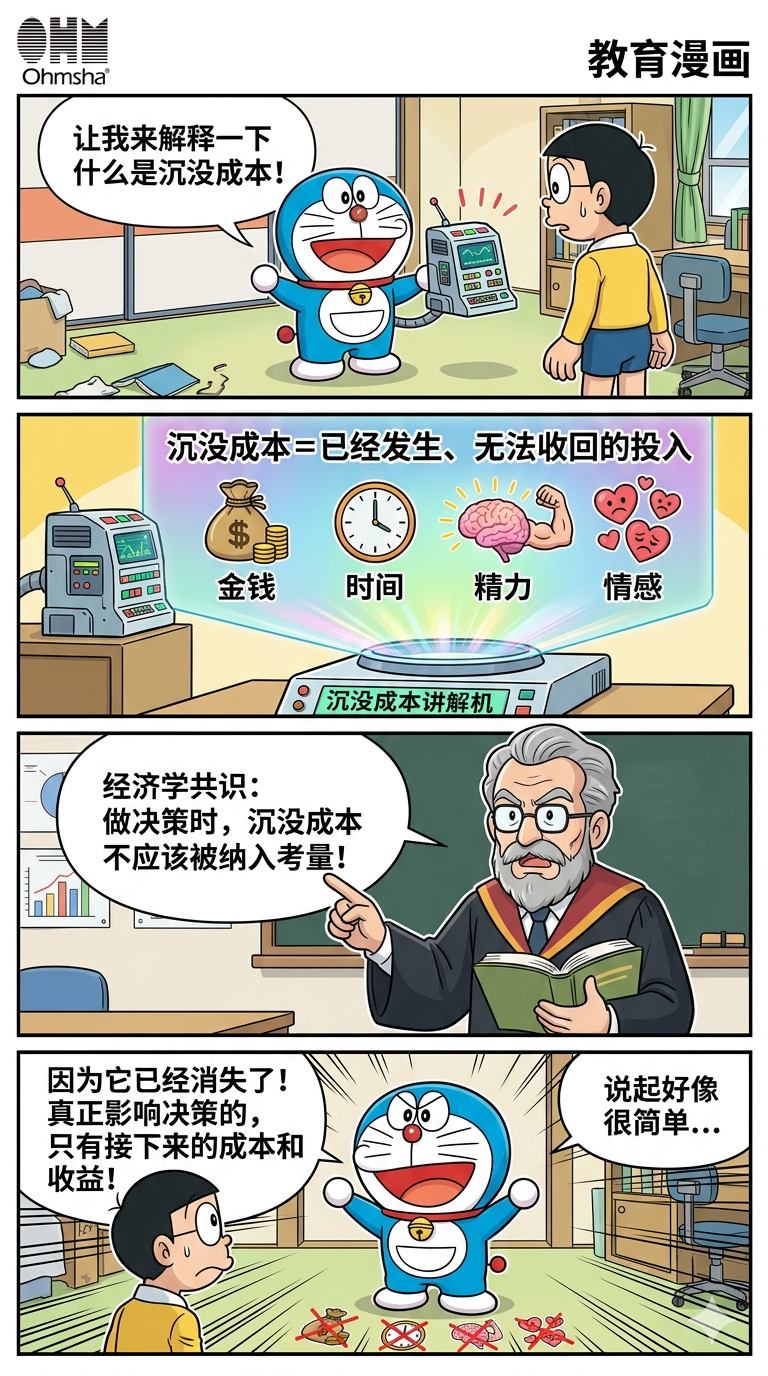 OHM
Ohmsha®
教育漫画
让我来解释一下
什么是沉没成本！
沉没成本＝已经发生、无法收回的投入
$
金钱
时间
精力
情感
沉没成本讲解机
经济学共识：
做决策时，沉没成本
不应该被纳入考量！
因为它已经消失了！
真正影响决策的，
只有接下来的成本和
收益！
说起好像
很简单...